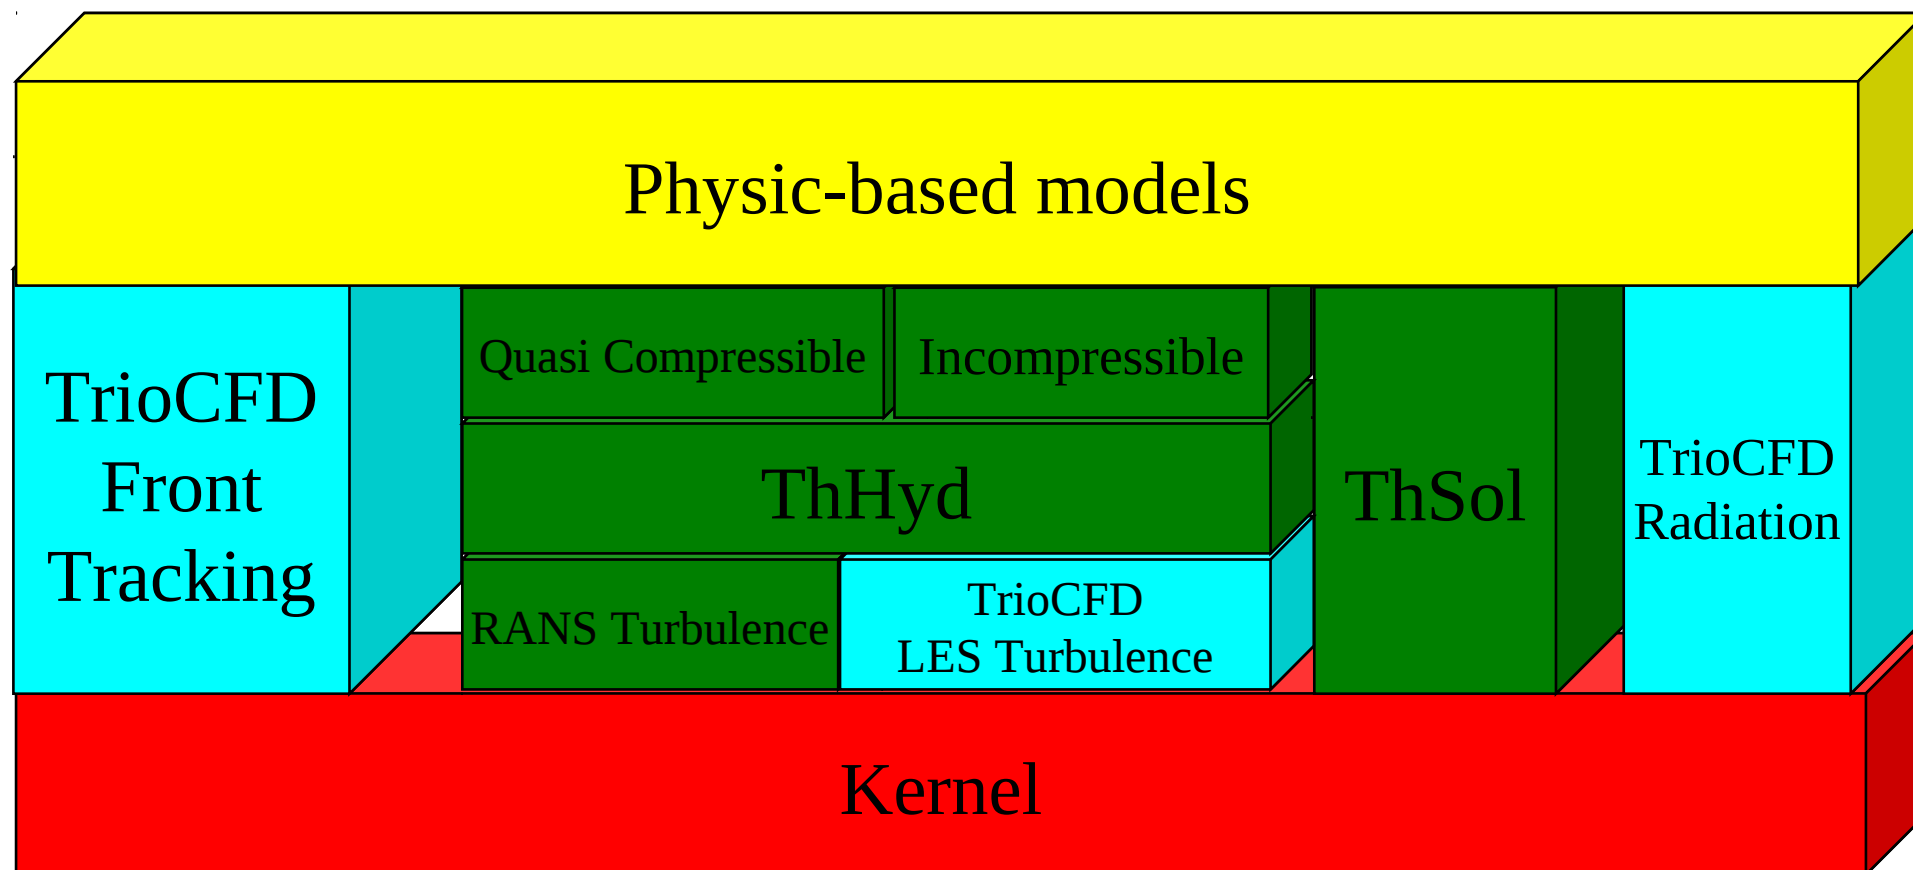 Physic-based models
TrioCFD
Front
Tracking
Quasi Compressible
Incompressible
ThHyd
RANS Turbulence
TrioCFD
LES Turbulence
ThSol
TrioCFD
Radiation
Kernel